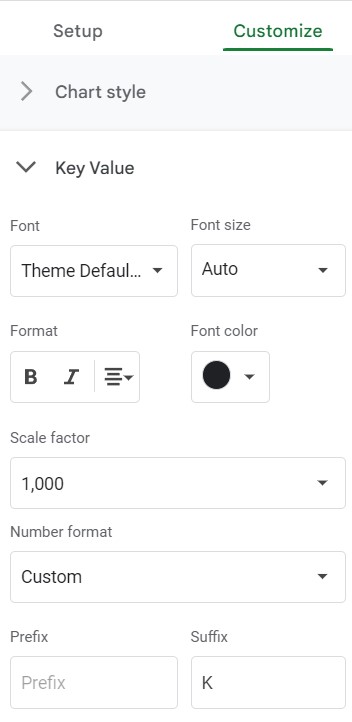 Setup Customize
Chart style
Key Value
Font Font size
Theme Defaul... Auto
Format Font color
B I
Scale factor
1,000
Number format
Custom
Prefix Suffix
Prefix K